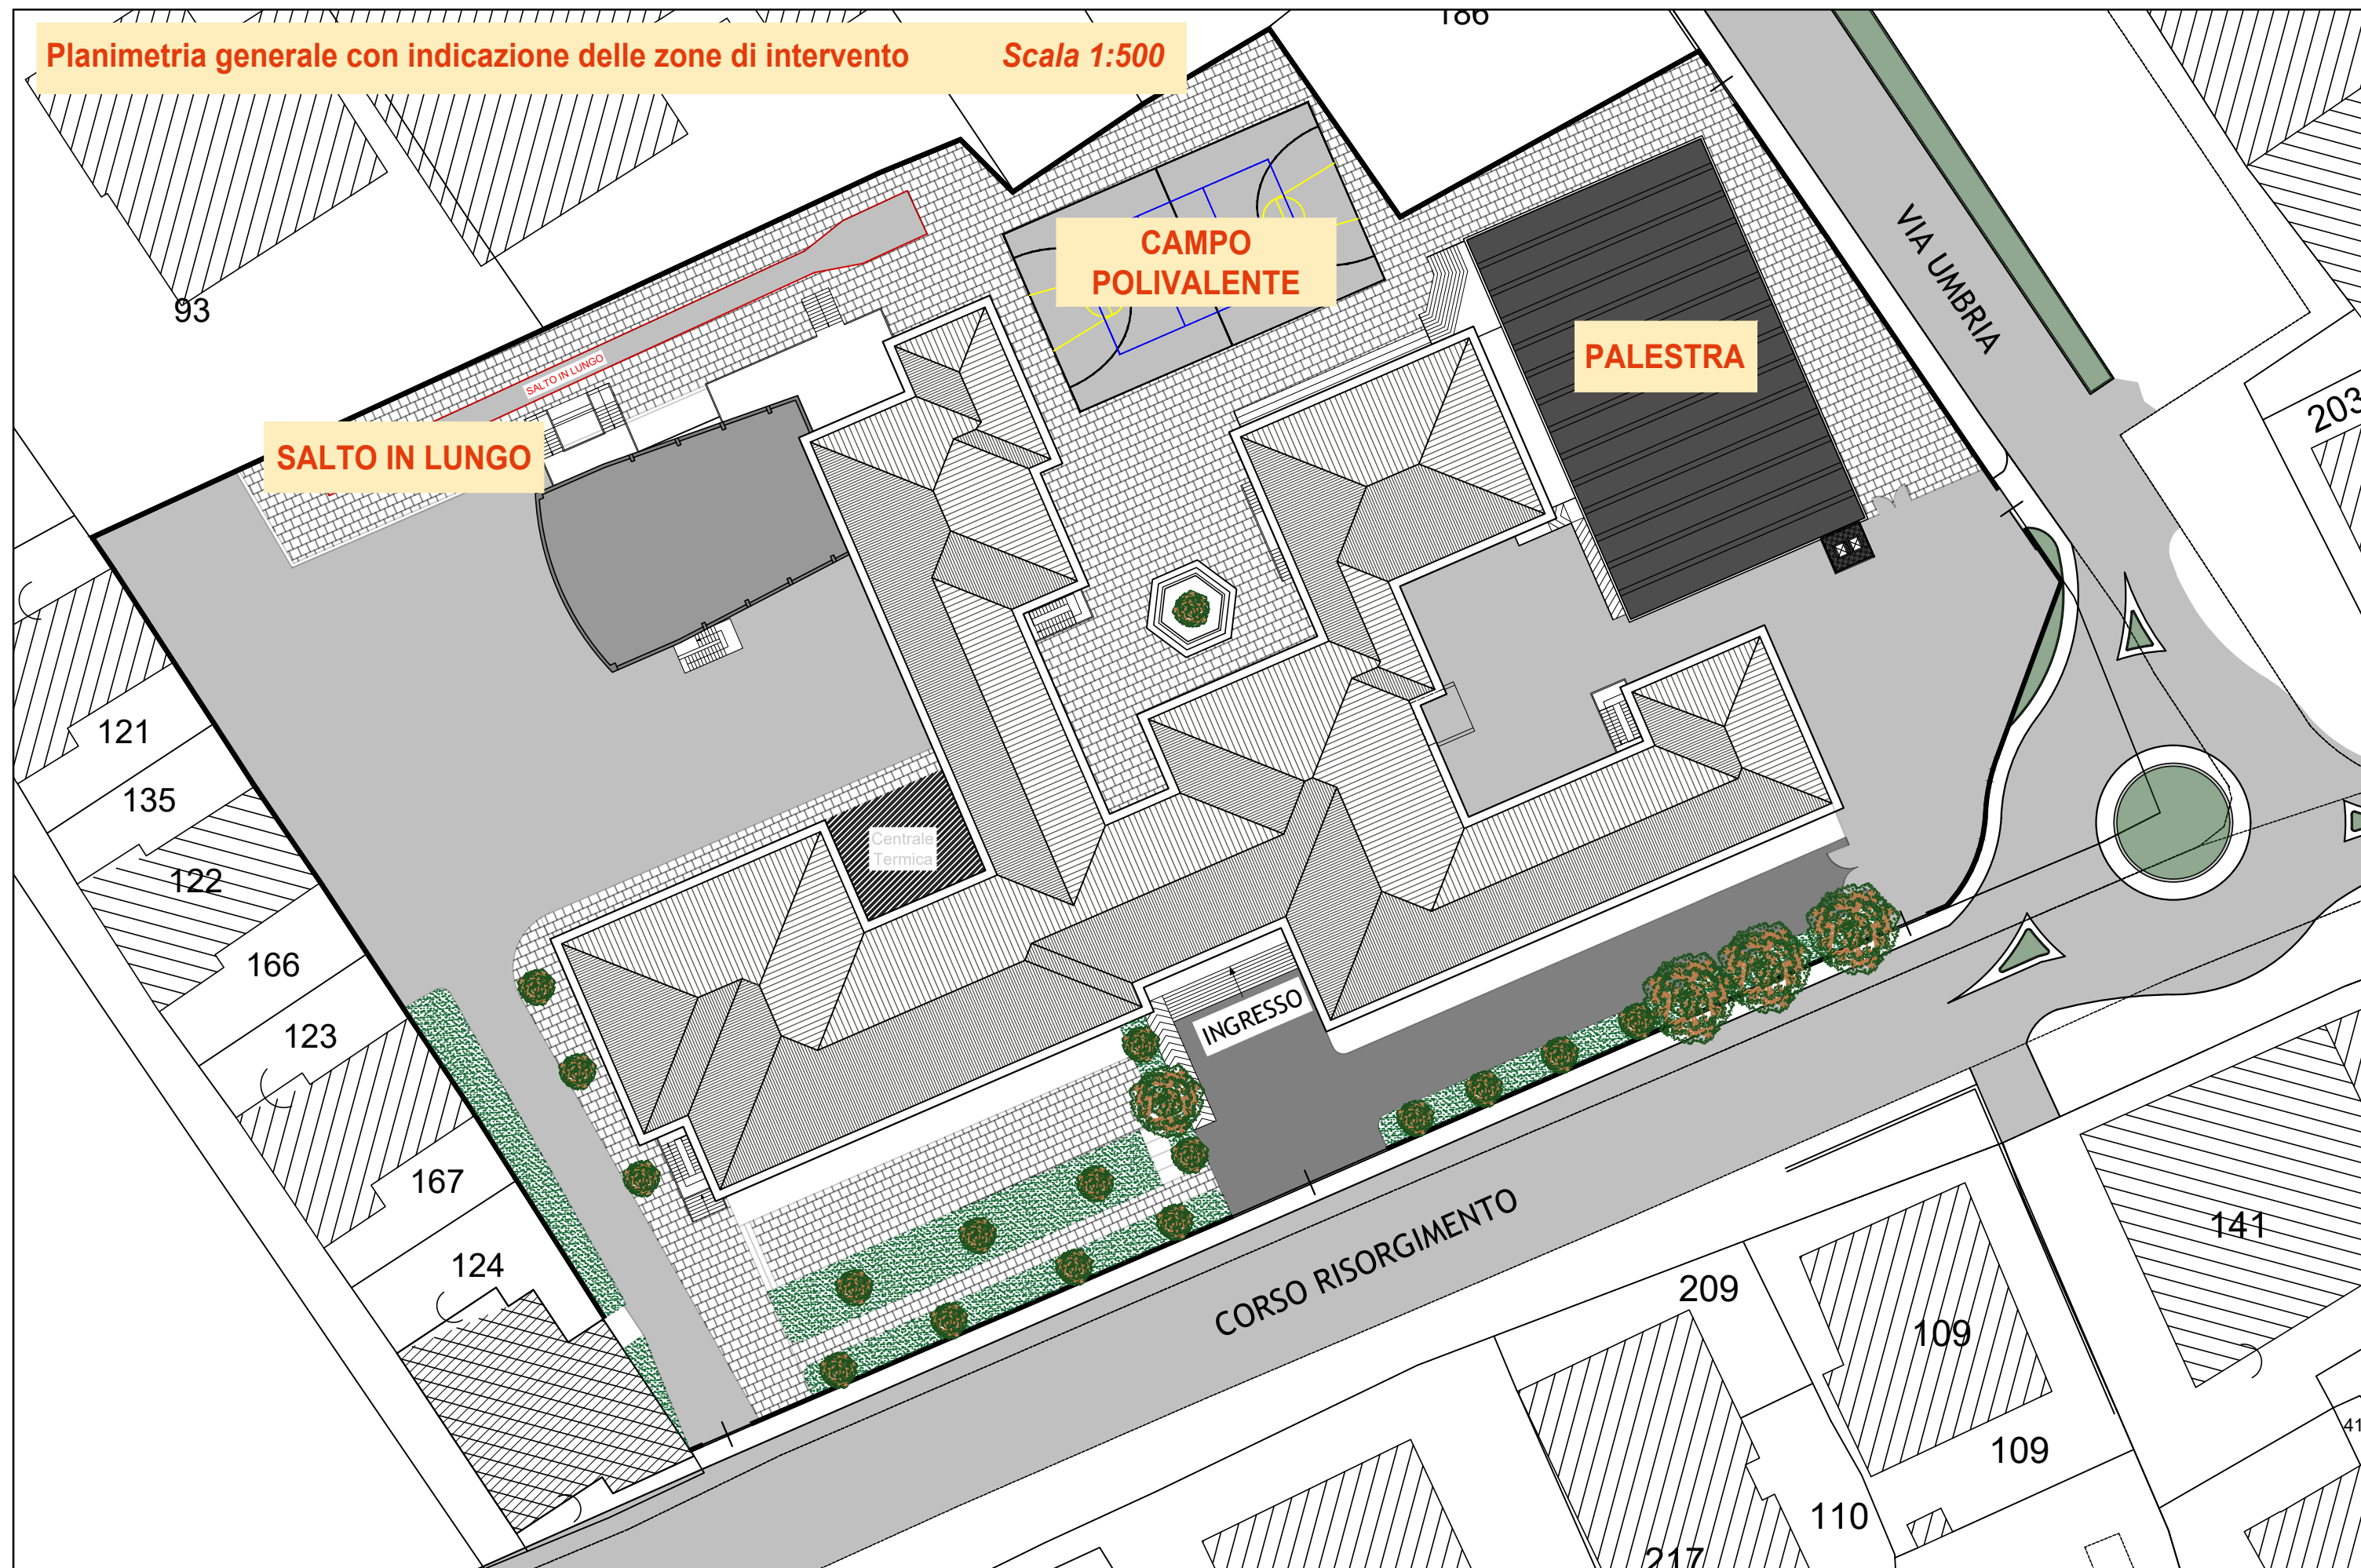 Planimetria generale con indicazione delle zone di intervento Scala 1:500
186
93
CAMPO
POLIVALENTE
VIA UMBRIA
PALESTRA
SALTO IN LUNGO
SALTO IN LUNGO
203
121
135
Centrale
Termica
122
166
123
INGRESSO
167
124
CORSO RISORGIMENTO
141
209
109
109
41
110
217